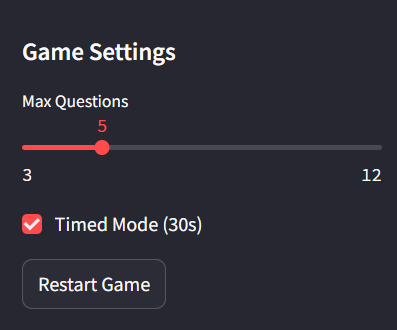 Game Settings
Max Questions
5
3 12
Timed Mode (30s)
Restart Game